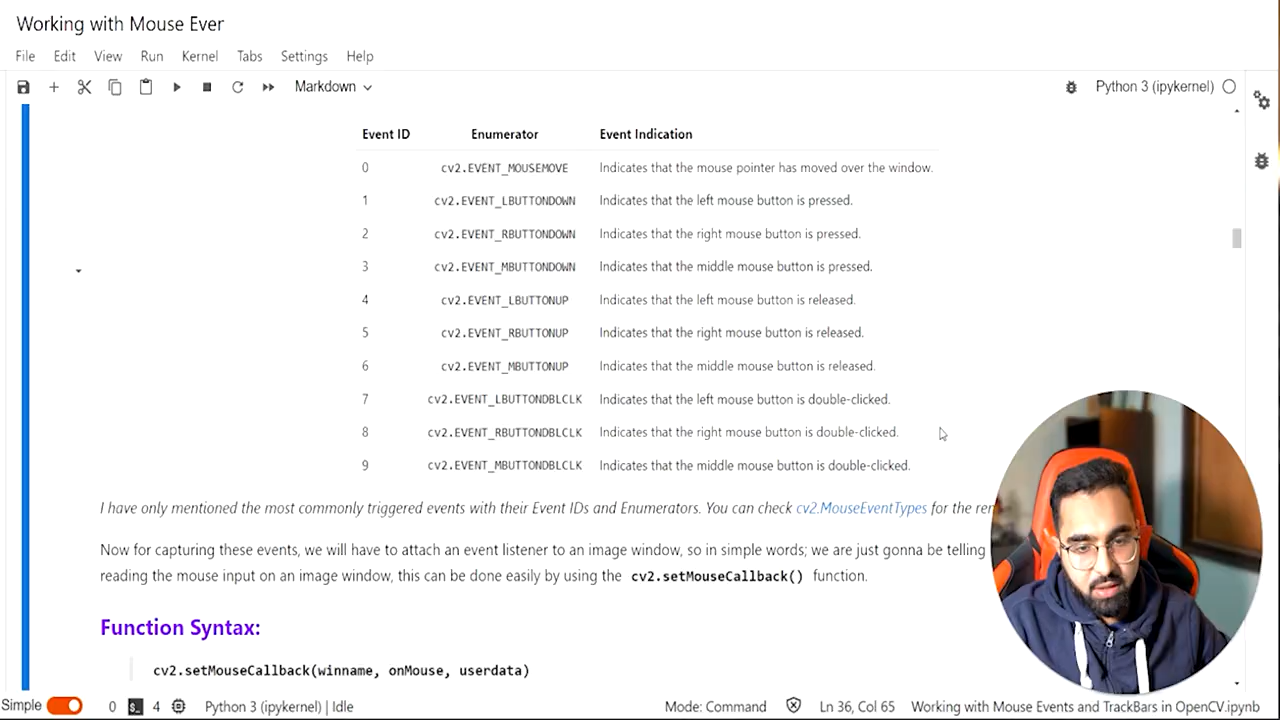 Working with Mouse Ever
File Edit View Run Kernel Tabs Settings Help
Markdown Python 3 (ipykernel)
Event ID Enumerator Event Indication
0 cv2.EVENT_MOUSEMOVE Indicates that the mouse pointer has moved over the window.
1 cv2.EVENT_LBUTTONDOWN Indicates that the left mouse button is pressed.
2 cv2.EVENT_RBUTTONDOWN Indicates that the right mouse button is pressed.
3 cv2.EVENT_MBUTTONDOWN Indicates that the middle mouse button is pressed.
4 cv2.EVENT_LBUTTONUP Indicates that the left mouse button is released.
5 cv2.EVENT_RBUTTONUP Indicates that the right mouse button is released.
6 cv2.EVENT_MBUTTONUP Indicates that the middle mouse button is released.
7 cv2.EVENT_LBUTTONDBLCLK Indicates that the left mouse button is double-clicked.
8 cv2.EVENT_RBUTTONDBLCLK Indicates that the right mouse button is double-clicked.
9 cv2.EVENT_MBUTTONDBLCLK Indicates that the middle mouse button is double-clicked.
I have only mentioned the most commonly triggered events with their Event IDs and Enumerators. You can check cv2.MouseEventTypes for the
Now for capturing these events, we will have to attach an event listener to an image window, so in simple words; we are just gonna be telling
reading the mouse input on an image window, this can be done easily by using the cv2.setMouseCallback() function.
Function Syntax:
cv2.setMouseCallback(winname, onMouse, userdata)
Simple 0 4 Python 3 (ipykernel) | Idle Mode: Command Ln 36, Col 65 Working with Mouse Events and TrackBars in OpenCV.ipynb